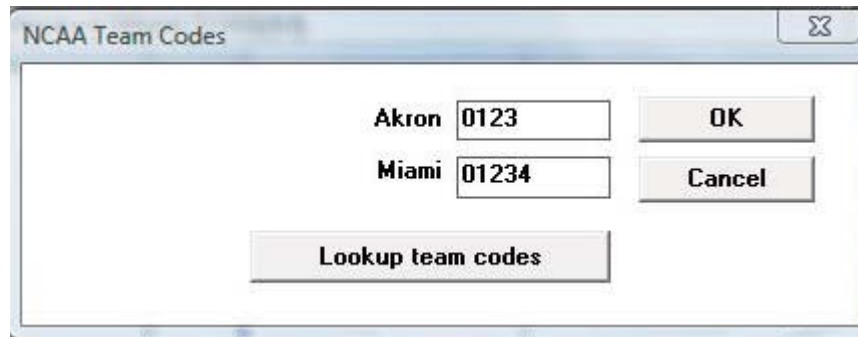 NCAA Team Codes
Akron 0123 OK
Miami 01234 Cancel
Lookup team codes